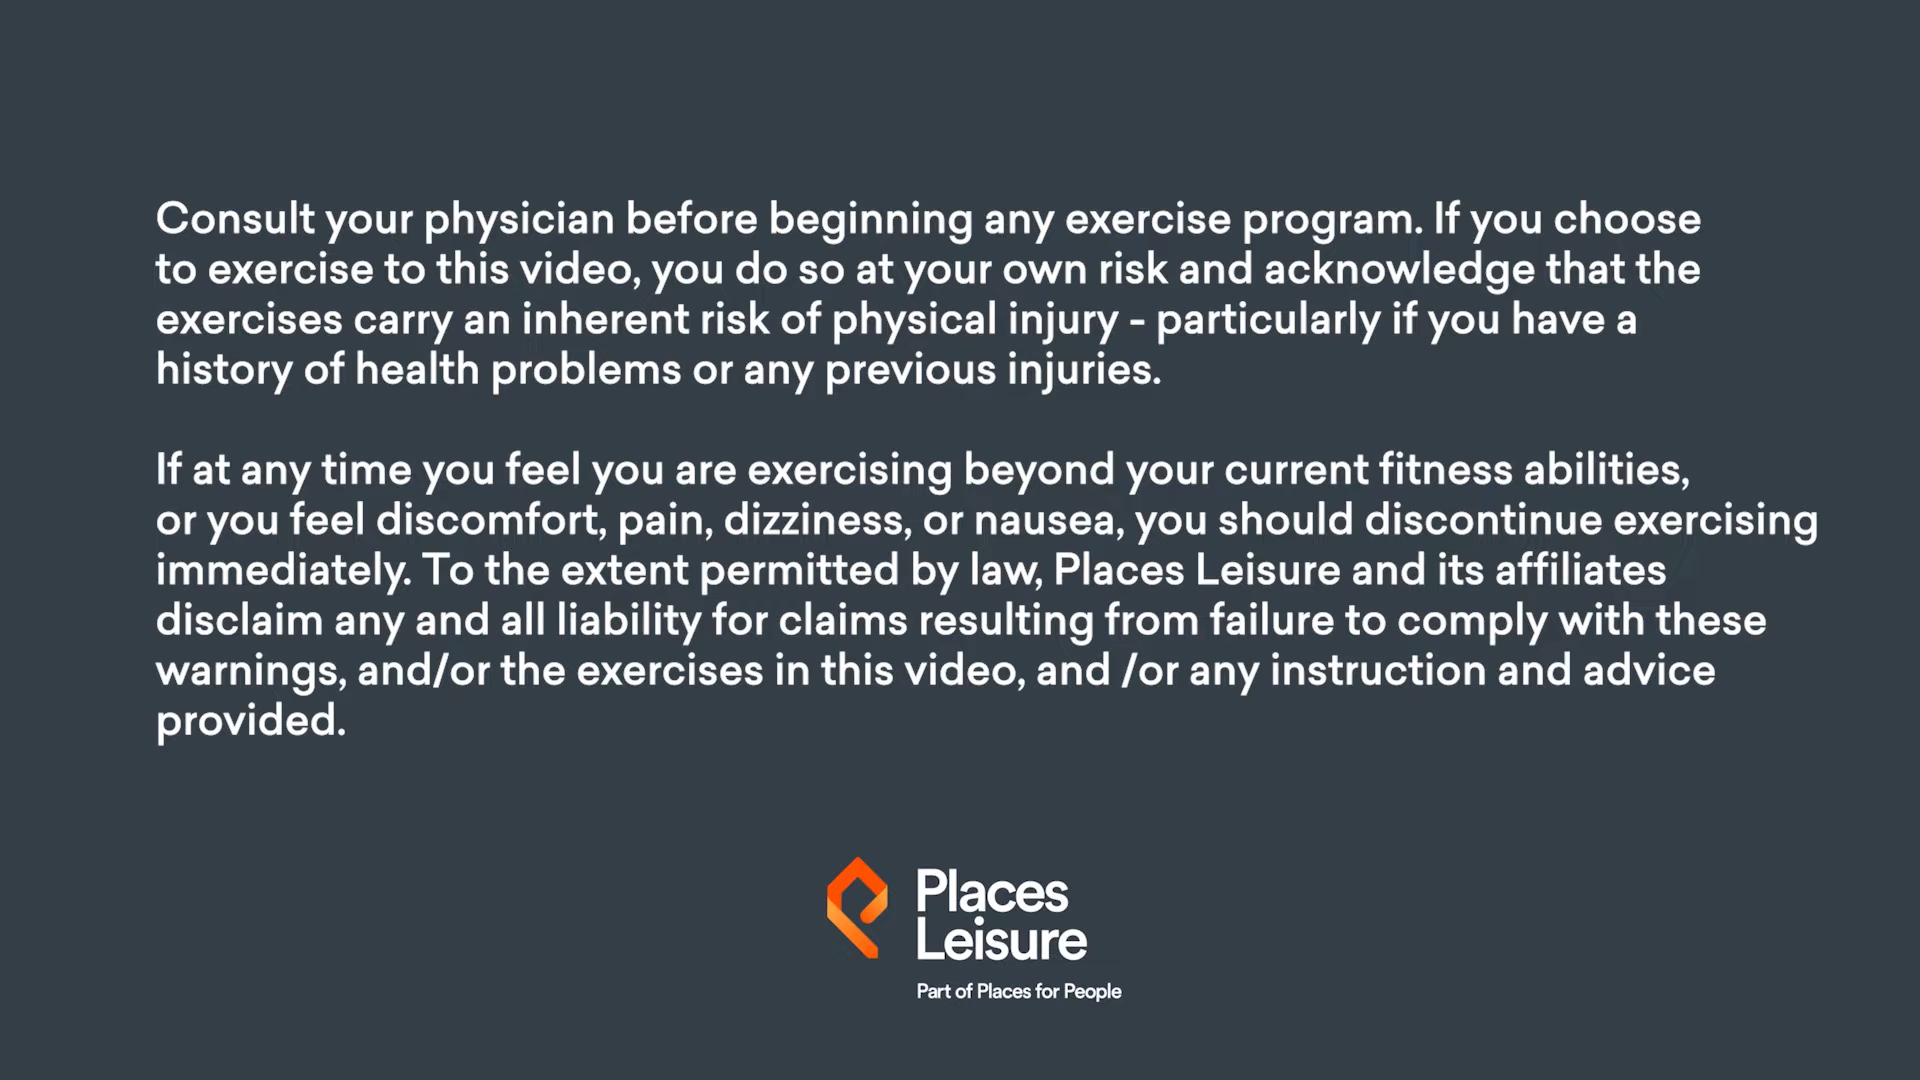 Consult your physician before beginning any exercise program. If you choose
to exercise to this video, you do so at your own risk and acknowledge that the
exercises carry an inherent risk of physical injury - particularly if you have a
history of health problems or any previous injuries.
If at any time you feel you are exercising beyond your current fitness abilities,
or you feel discomfort, pain, dizziness, or nausea, you should discontinue exercising
immediately. To the extent permitted by law, Places Leisure and its affiliates
disclaim any and all liability for claims resulting from failure to comply with these
warnings, and/or the exercises in this video, and /or any instruction and advice
provided.
Places
Leisure
Part of Places for People